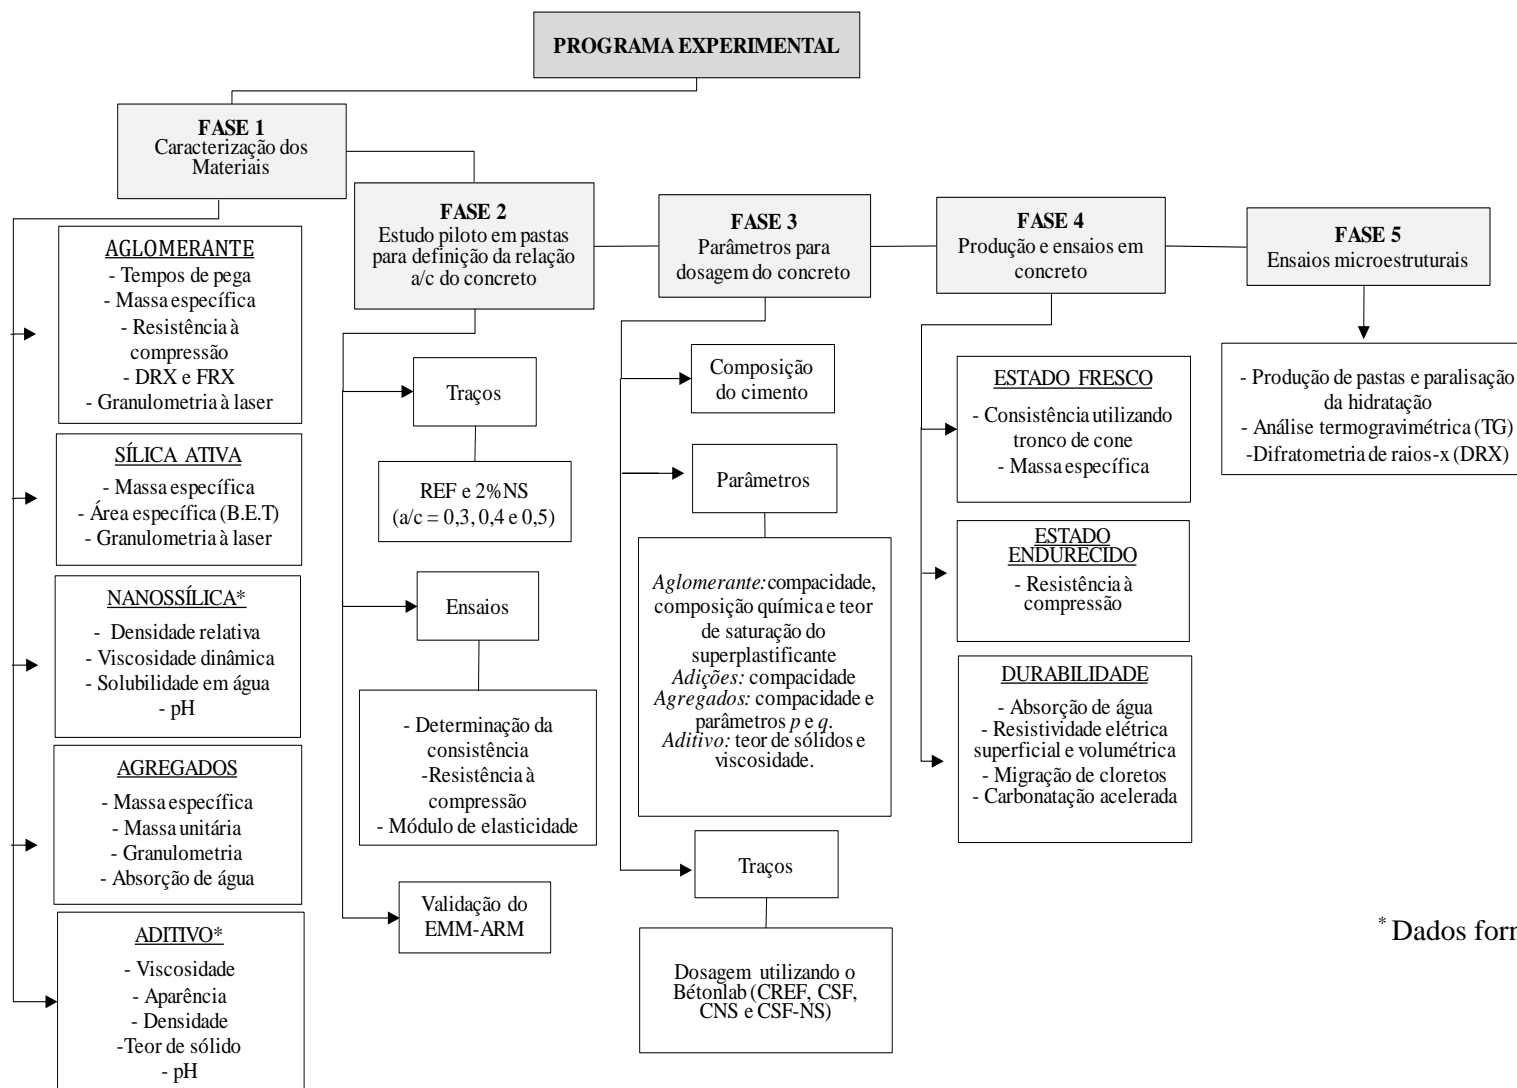 PROGRAMA EXPERIMENTAL
FASE 1
Caracterização dos
Materiais
AGLOMERANTE
- Tempos de pega
- Massa específica
- Resistência à
compressão
- DRX e FRX
- Granulometria à laser
SÍLICA ATIVA
- Massa específica
- Área específica (B.E.T)
- Granulometria à laser
NANOSSÍLICA*
- Densidade relativa
- Viscosidade dinâmica
- Solubilidade em água
- pH
AGREGADOS
- Massa específica
- Massa unitária
- Granulometria
- Absorção de água
ADITIVO*
- Viscosidade
- Aparência
- Densidade
-Teor de sólido
- pH
FASE 2
Estudo piloto em pastas
para definição da relação
a/c do concreto
Traços
REF e 2%NS
(a/c = 0,3, 0,4 e 0,5)
Ensaios
- Determinação da
consistência
-Resistência à
compressão
- Módulo de elasticidade
Validação do
EMM-ARM
FASE 3
Parâmetros para
dosagem do concreto
Composição
do cimento
Parâmetros
Aglomerante:compacidade,
composição química e teor
de saturação do
superplastificante
Adições: compacidade
Agregados: compacidade e
parâmetros p e q.
Aditivo: teor de sólidos e
viscosidade.
Traços
Dosagem utilizando o
Bétonlab (CREF, CSF,
CNS e CSF-NS)
FASE 4
Produção e ensaios em
concreto
ESTADO FRESCO
- Consistência utilizando
tronco de cone
- Massa específica
ESTADO
ENDURECIDO
- Resistência à
compressão
DURABILIDADE
- Absorção de água
- Resistividade elétrica
superficial e volumétrica
- Migração de cloretos
- Carbonatação acelerada
FASE 5
Ensaios microestruturais
- Produção de pastas e paralisação
da hidratação
- Análise termogravimétrica (TG)
-Difratometria de raios-x (DRX)
* Dados forn